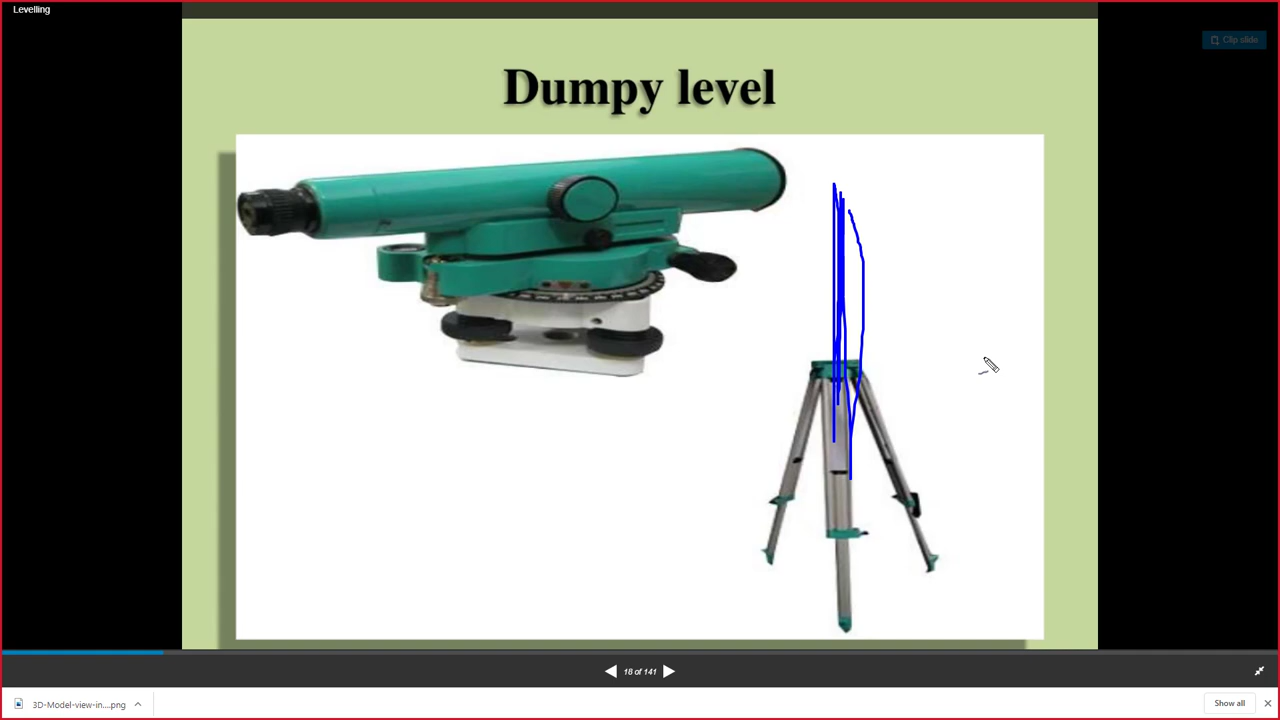 Levelling
Clip slide
Dumpy level
18 of 141
3D-Model-view-in....png
Show all